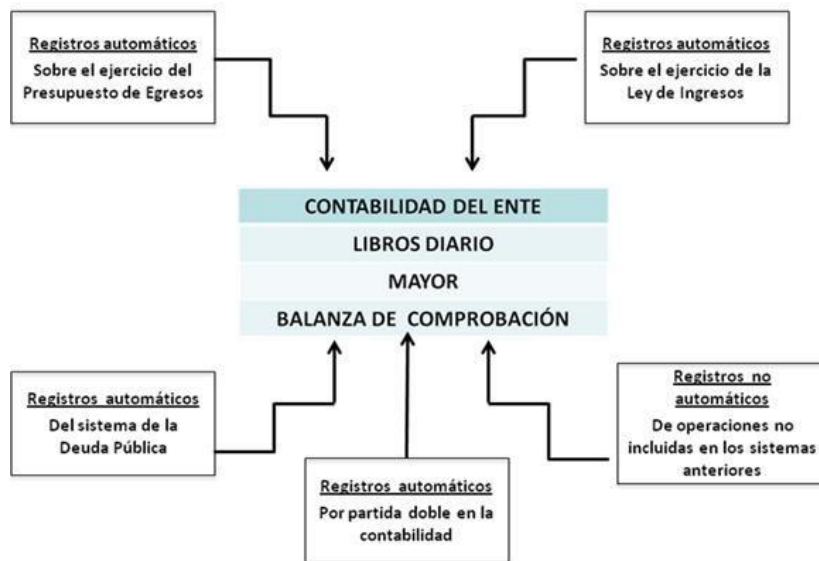 Registros automáticos
Sobre el ejercicio del
Presupuesto de Egresos
Registros automáticos
Sobre el ejercicio de la
Ley de Ingresos
CONTABILIDAD DEL ENTE
LIBROS DIARIO
MAYOR
BALANZA DE COMPROBACIÓN
Registros automáticos
Del sistema de la
Deuda Pública
Registros automáticos
Por partida doble en la
contabilidad
Registros no
automáticos
De operaciones no
incluidas en los sistemas
anteriores